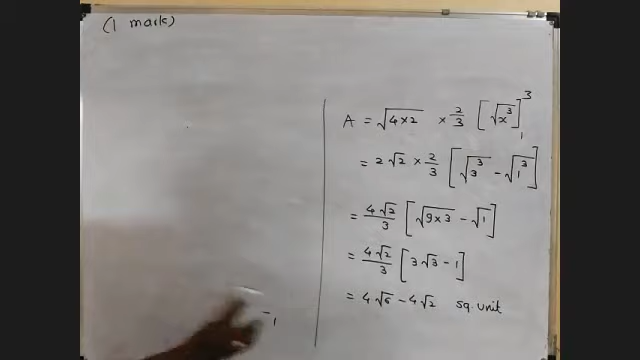 (1 mark)
A = √(4×2) × 2/3 [√x³]₁³
= 2√2 × 2/3 [√3³ - √1³]
= 4√2/3 [√(9×3) - √1]
= 4√2/3 [3√3 - 1]
= 4√6 - 4√2 sq. unit